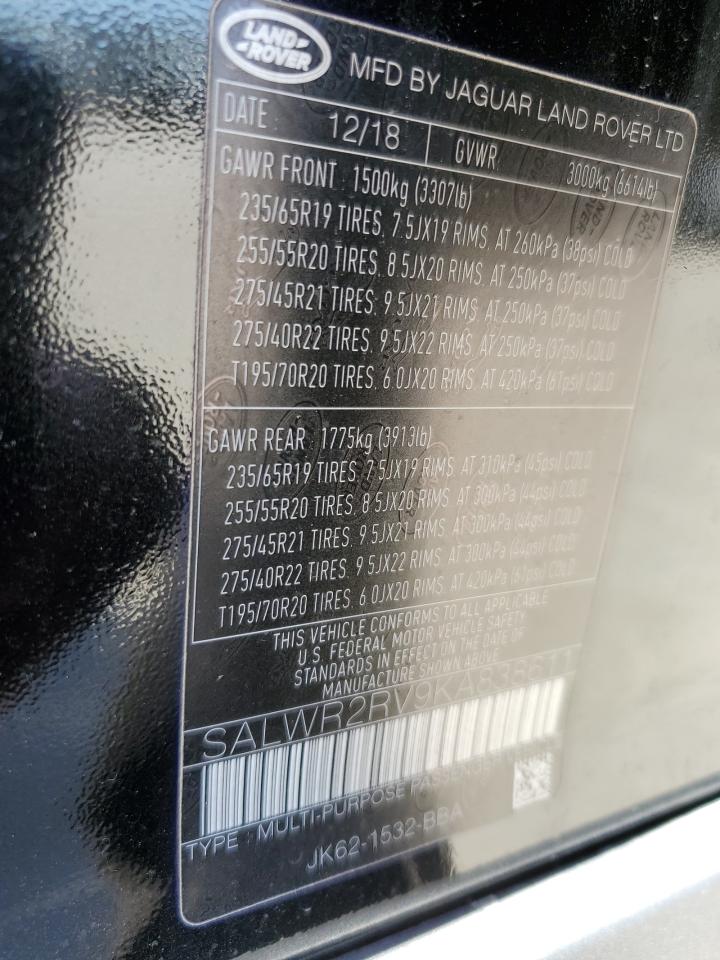 LAND
ROVER
MFD BY JAGUAR LAND ROVER LTD
DATE 12/18 GVWR 3000kg (6614lb)
GAWR FRONT 1500kg (3307lb)
235/65R19 TIRES, 7.5JX19 RIMS, AT 260kPa (38psi) COLD
255/55R20 TIRES, 8.5JX20 RIMS, AT 250kPa (37psi) COLD
275/45R21 TIRES, 9.5JX21 RIMS, AT 250kPa (37psi) COLD
275/40R22 TIRES, 9.5JX22 RIMS, AT 250kPa (37psi) COLD
T195/70R20 TIRES, 6.0JX20 RIMS, AT 420kPa (61psi) COLD
GAWR REAR 1775kg (3913lb)
235/65R19 TIRES, 7.5JX19 RIMS, AT 310kPa (45psi) COLD
255/55R20 TIRES, 8.5JX20 RIMS, AT 300kPa (44psi) COLD
275/45R21 TIRES, 9.5JX21 RIMS, AT 300kPa (44psi) COLD
275/40R22 TIRES, 9.5JX22 RIMS, AT 300kPa (44psi) COLD
T195/70R20 TIRES, 6.0JX20 RIMS, AT 420kPa (61psi) COLD
THIS VEHICLE CONFORMS TO ALL APPLICABLE
U.S. FEDERAL MOTOR VEHICLE SAFETY
STANDARDS IN EFFECT ON THE DATE OF
MANUFACTURE SHOWN ABOVE
TYPE MULTI-PURPOSE PASSENGER
JK62-1532-BBA